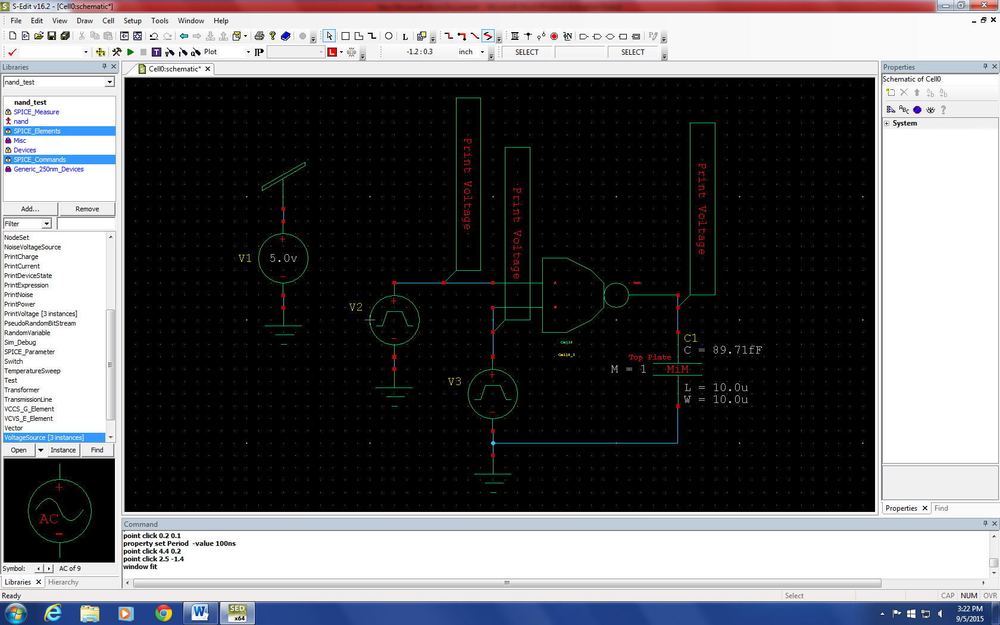 S-Edit v16.2 - [Cell0:schematic*]
File Edit View Draw Cell Setup Tools Window Help
Plot
-1.2 : 0.3 inch SELECT SELECT
Libraries
nand_test
nand_test
SPICE_Measure
nand
SPICE_Elements
Misc
Devices
SPICE_Commands
Generic_250nm_Devices
Add... Remove
Filter
NodeSet
NoiseVoltageSource
PrintCharge
PrintCurrent
PrintDeviceState
PrintExpression
PrintNoise
PrintPower
PrintVoltage [3 instances]
PseudoRandomBitStream
RandomVariable
Sim_Debug
SPICE_Parameter
Switch
TemperatureSweep
Test
Transformer
TransmissionLine
VCCS_G_Element
VCVS_E_Element
Vector
VoltageSource [3 instances]
Open Instance Find
AC
Symbol: AC of 9
Libraries Hierarchy
Cell0:schematic*
Print Voltage
Print Voltage
Print Voltage
V1
5.0v
V2
V3
A
B
Out
Cell0
Cell0_1
C1
C = 89.71fF
Top Plate
M = 1
MiM
L = 10.0u
W = 10.0u
Properties
Schematic of Cell0
System
Properties Find
Command
point click 0.2 0.1
property set Period -value 100ns
point click 4.4 0.2
point click 2.5 -1.4
window fit
Ready
Select
CAP NUM OVR
SED
x64
3:22 PM
9/5/2015